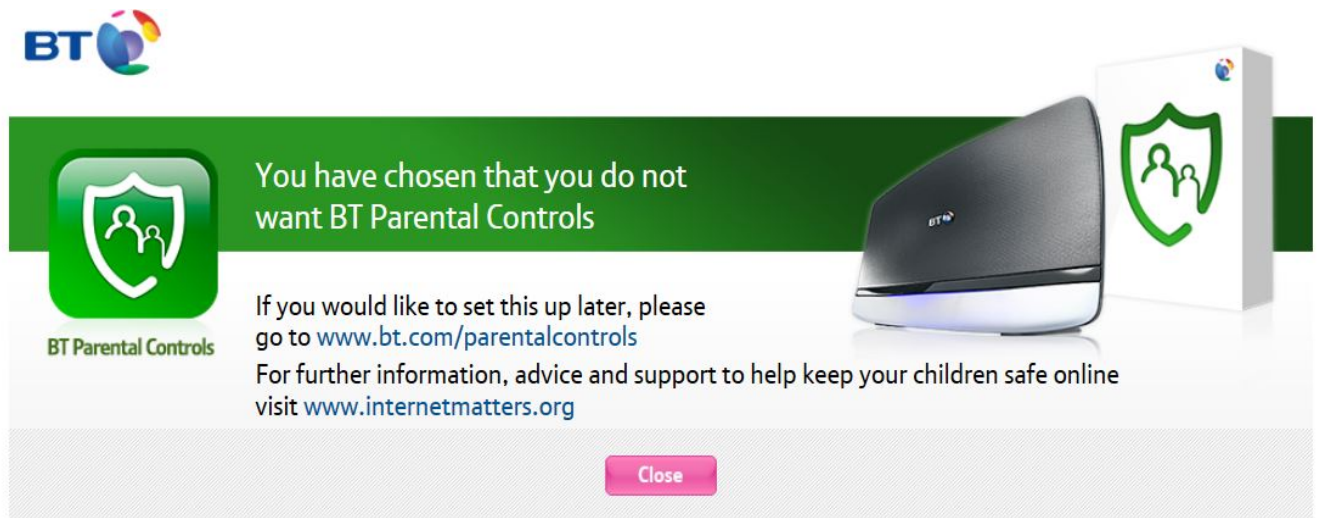 BT
You have chosen that you do not
want BT Parental Controls
BT
If you would like to set this up later, please
go to www.bt.com/parentalcontrols
BT Parental Controls
For further information, advice and support to help keep your children safe online
visit www.internetmatters.org
Close